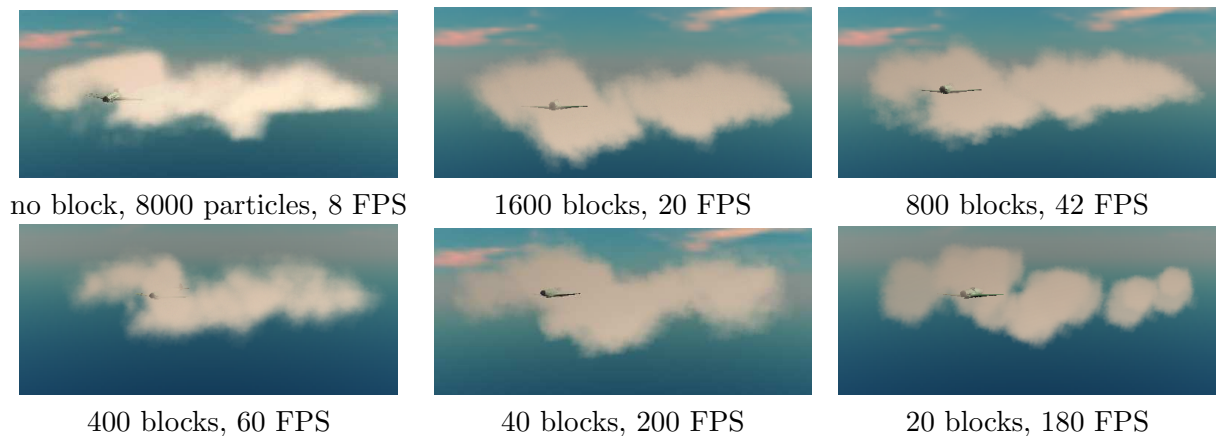 no block, 8000 particles, 8 FPS
1600 blocks, 20 FPS
800 blocks, 42 FPS
400 blocks, 60 FPS
40 blocks, 200 FPS
20 blocks, 180 FPS